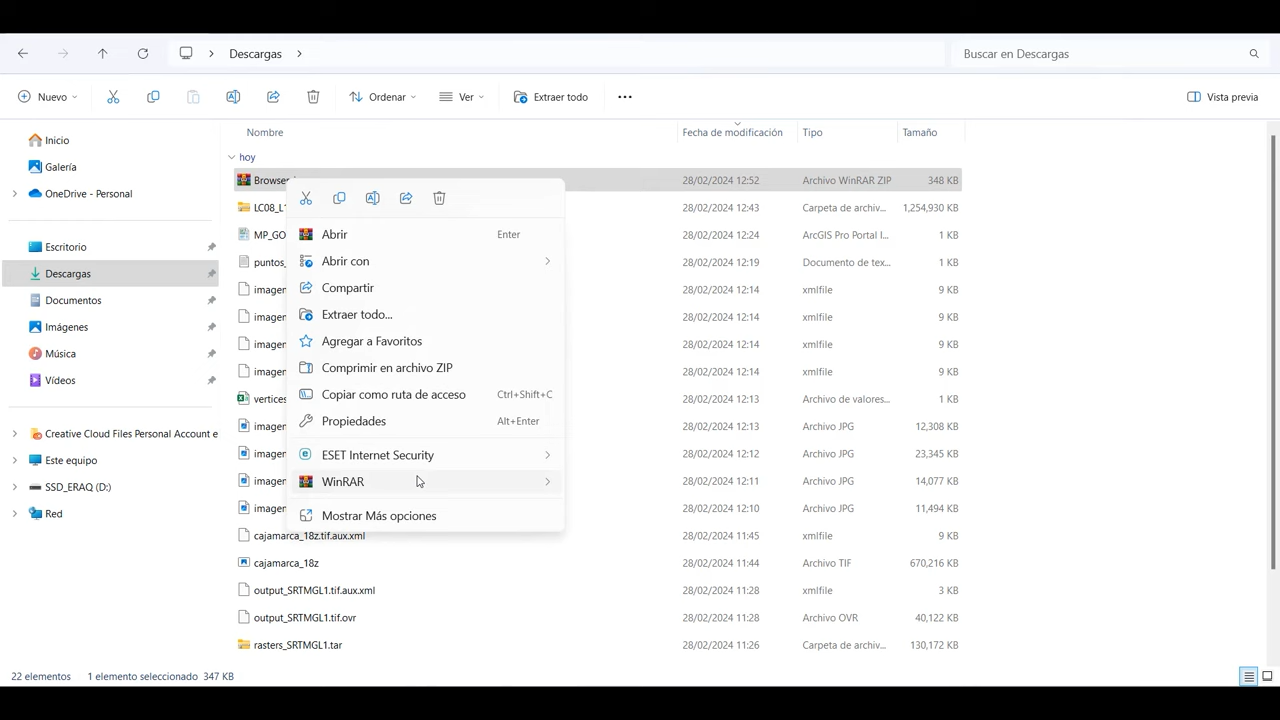 Descargas
Buscar en Descargas
Nuevo
Ordenar
Ver
Extraer todo
Vista previa
Nombre
Fecha de modificación
Tipo
Tamaño
Inicio
Galería
OneDrive - Personal
Escritorio
Descargas
Documentos
Imágenes
Música
Vídeos
Creative Cloud Files Personal Account e
Este equipo
SSD_ERAQ (D:)
Red
hoy
28/02/2024 12:52 Archivo WinRAR ZIP 348 KB
28/02/2024 12:43 Carpeta de archiv... 1,254,930 KB
28/02/2024 12:24 ArcGIS Pro Portal I... 1 KB
28/02/2024 12:19 Documento de tex... 1 KB
28/02/2024 12:14 xmlfile 9 KB
28/02/2024 12:14 xmlfile 9 KB
28/02/2024 12:14 xmlfile 9 KB
28/02/2024 12:14 xmlfile 9 KB
28/02/2024 12:13 Archivo de valores... 1 KB
28/02/2024 12:13 Archivo JPG 12,308 KB
28/02/2024 12:12 Archivo JPG 23,345 KB
28/02/2024 12:11 Archivo JPG 14,077 KB
28/02/2024 12:10 Archivo JPG 11,494 KB
cajamarca_18z.tif.aux.xml 28/02/2024 11:45 xmlfile 9 KB
cajamarca_18z 28/02/2024 11:44 Archivo TIF 670,216 KB
output_SRTMGL1.tif.aux.xml 28/02/2024 11:28 xmlfile 3 KB
output_SRTMGL1.tif.ovr 28/02/2024 11:28 Archivo OVR 40,122 KB
rasters_SRTMGL1.tar 28/02/2024 11:26 Carpeta de archiv... 130,172 KB
Abrir Enter
Abrir con
Compartir
Extraer todo...
Agregar a Favoritos
Comprimir en archivo ZIP
Copiar como ruta de acceso Ctrl+Shift+C
Propiedades Alt+Enter
ESET Internet Security
WinRAR
Mostrar Más opciones
22 elementos
1 elemento seleccionado 347 KB